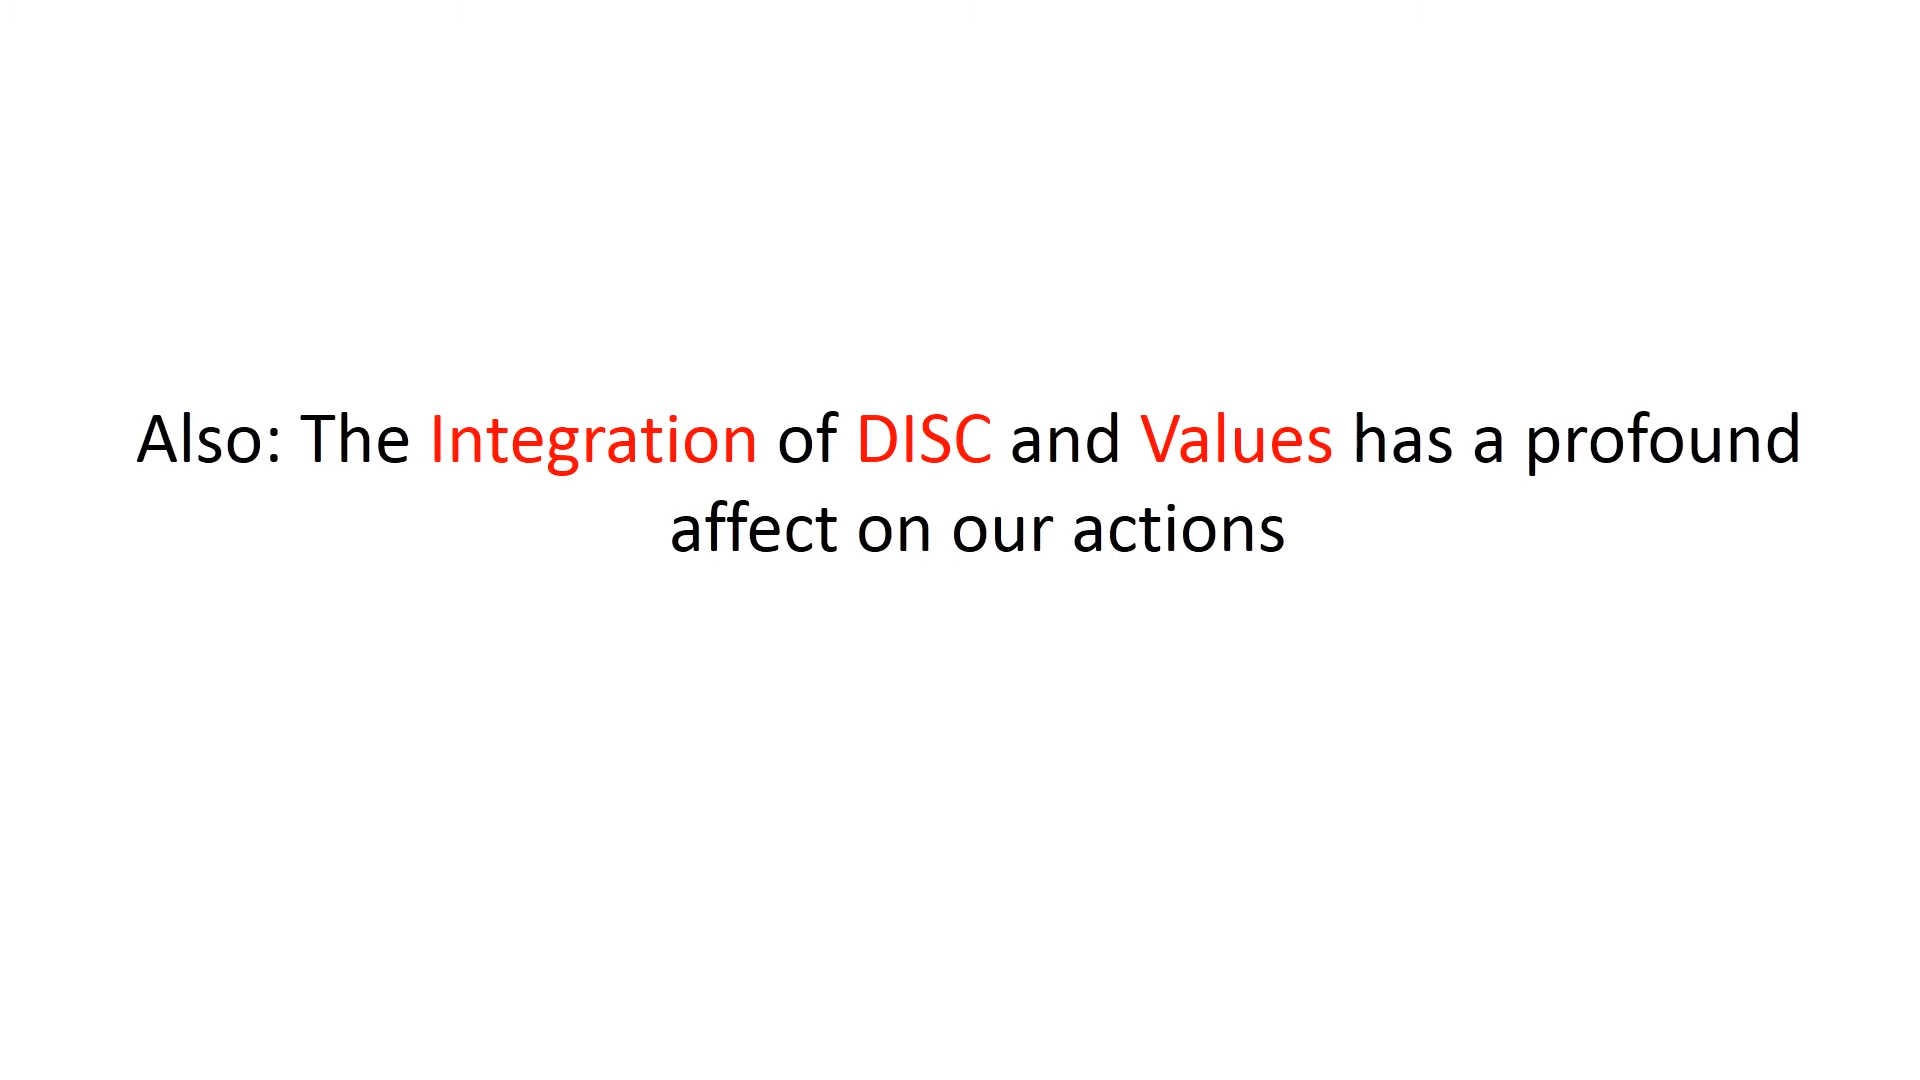 Also: The Integration of DISC and Values has a profound
affect on our actions